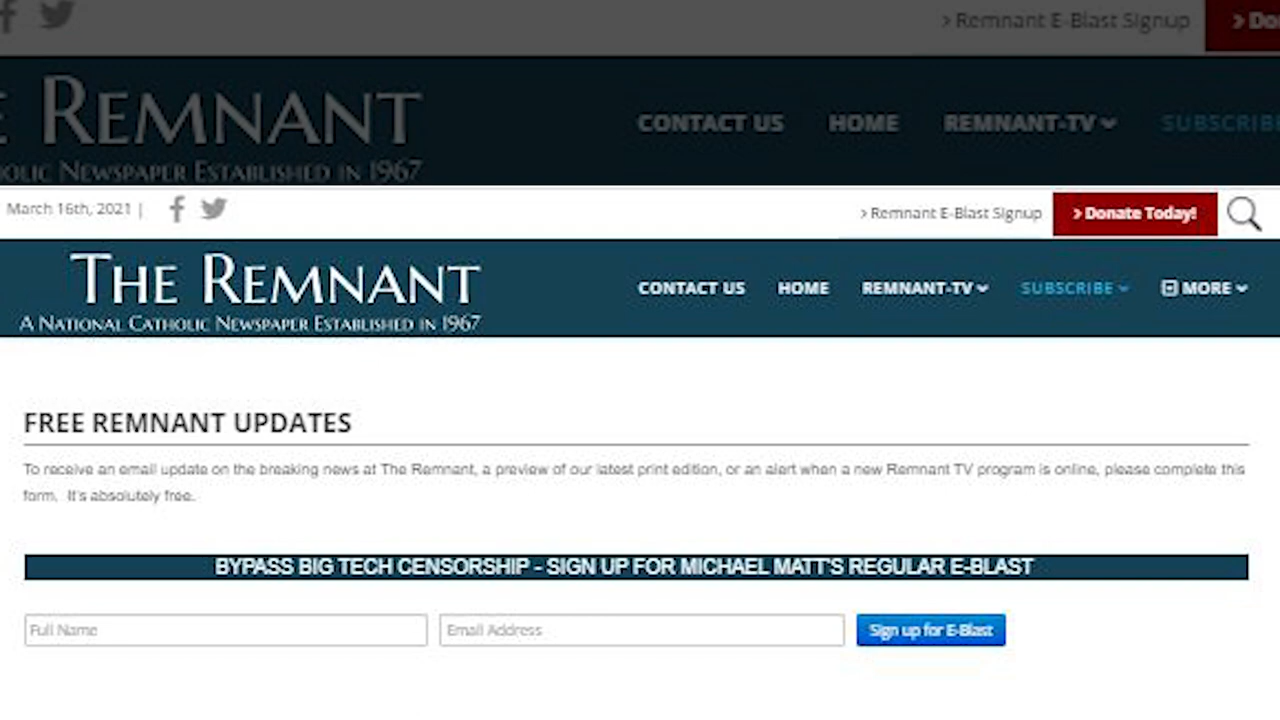 > Remnant E-Blast Signup
> Do
E REMNANT
OLIC NEWSPAPER ESTABLISHED IN 1967
CONTACT US HOME REMNANT-TV SUBSCRIBE
March 16th, 2021 |
> Remnant E-Blast Signup
> Donate Today!
THE REMNANT
A NATIONAL CATHOLIC NEWSPAPER ESTABLISHED IN 1967
CONTACT US HOME REMNANT-TV SUBSCRIBE MORE
FREE REMNANT UPDATES
To receive an email update on the breaking news at The Remnant, a preview of our latest print edition, or an alert when a new Remnant TV program is online, please complete this
form. It's absolutely free.
BYPASS BIG TECH CENSORSHIP - SIGN UP FOR MICHAEL MATT'S REGULAR E-BLAST
Full Name
Email Address
Sign up for E-Blast